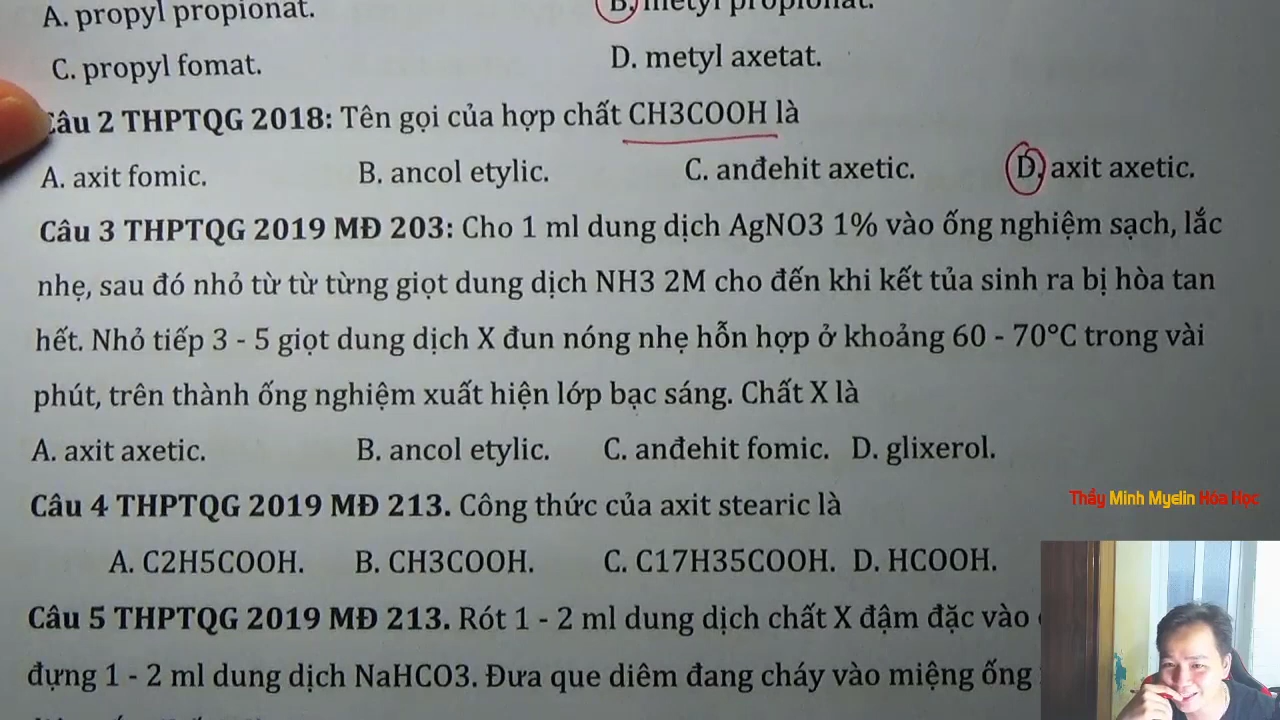 A. propyl propionat. B. metyl propionat.
C. propyl fomat. D. metyl axetat.
Câu 2 THPTQG 2018: Tên gọi của hợp chất CH3COOH là
A. axit fomic. B. ancol etylic. C. anđehit axetic. D. axit axetic.
Câu 3 THPTQG 2019 MĐ 203: Cho 1 ml dung dịch AgNO3 1% vào ống nghiệm sạch, lắc
nhẹ, sau đó nhỏ từ từ từng giọt dung dịch NH3 2M cho đến khi kết tủa sinh ra bị hòa tan
hết. Nhỏ tiếp 3 - 5 giọt dung dịch X đun nóng nhẹ hỗn hợp ở khoảng 60 - 70°C trong vài
phút, trên thành ống nghiệm xuất hiện lớp bạc sáng. Chất X là
A. axit axetic. B. ancol etylic. C. anđehit fomic. D. glixerol.
Câu 4 THPTQG 2019 MĐ 213. Công thức của axit stearic là
Thầy Minh Myelin Hóa Học
A. C2H5COOH. B. CH3COOH. C. C17H35COOH. D. HCOOH.
Câu 5 THPTQG 2019 MĐ 213. Rót 1 - 2 ml dung dịch chất X đậm đặc vào
đựng 1 - 2 ml dung dịch NaHCO3. Đưa que diêm đang cháy vào miệng ống